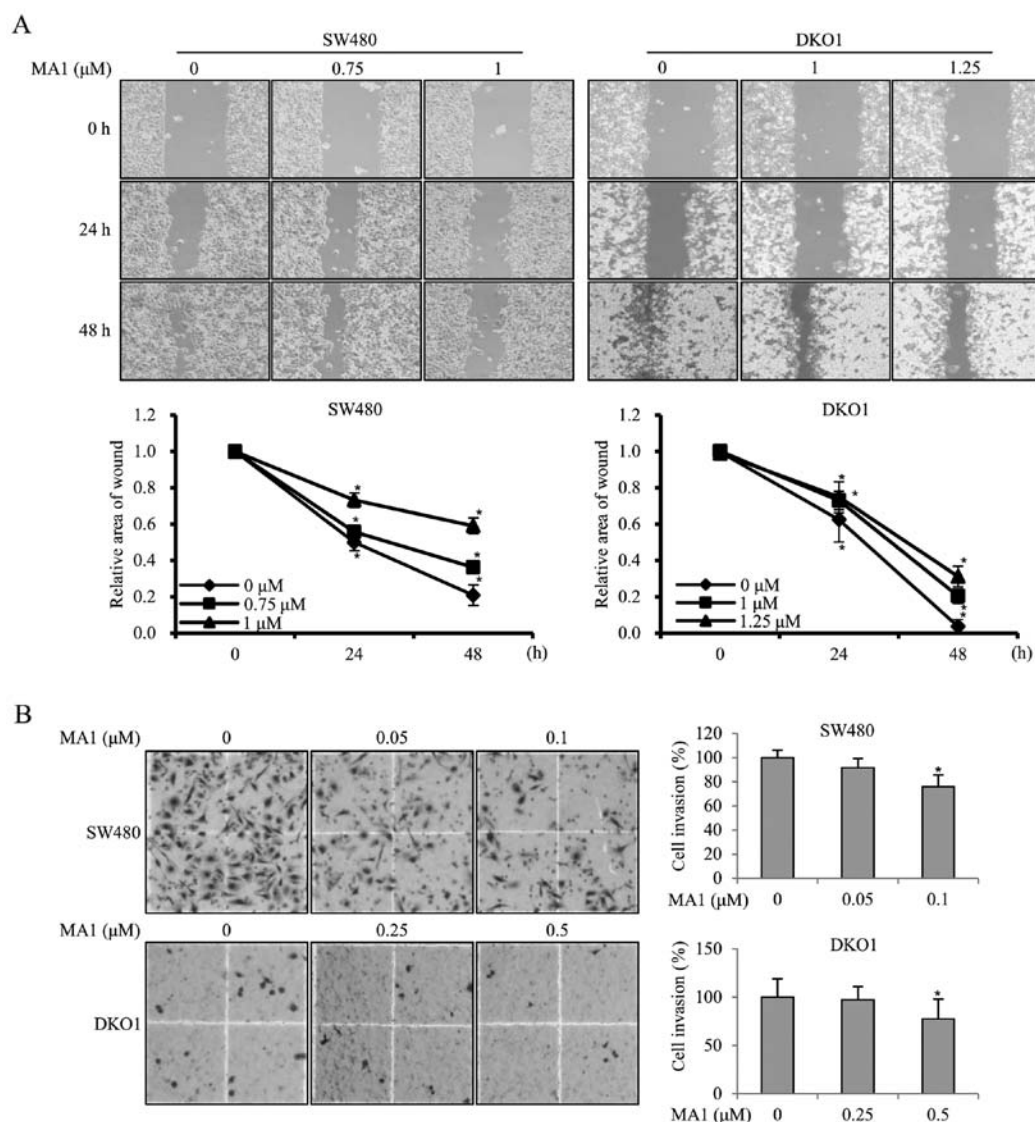 A
SW480
DKO1
MA1 (μM) 0 0.75 1 0 1 1.25
0 h
24 h
48 h
SW480
Relative area of wound
1.2
1.0
0.8
0.6
0.4
0.2
0.0
* * * *
* *
0 μM
0.75 μM
1 μM
0 24 48 (h)
DKO1
Relative area of wound
1.2
1.0
0.8
0.6
0.4
0.2
0.0
* * * *
* *
0 μM
1 μM
1.25 μM
0 24 48 (h)
B
MA1 (μM) 0 0.05 0.1
SW480
MA1 (μM) 0 0.25 0.5
DKO1
SW480
Cell invasion (%)
120
100
80
60
40
20
0
*
MA1 (μM) 0 0.05 0.1
DKO1
Cell invasion (%)
150
100
50
0
*
MA1 (μM) 0 0.25 0.5